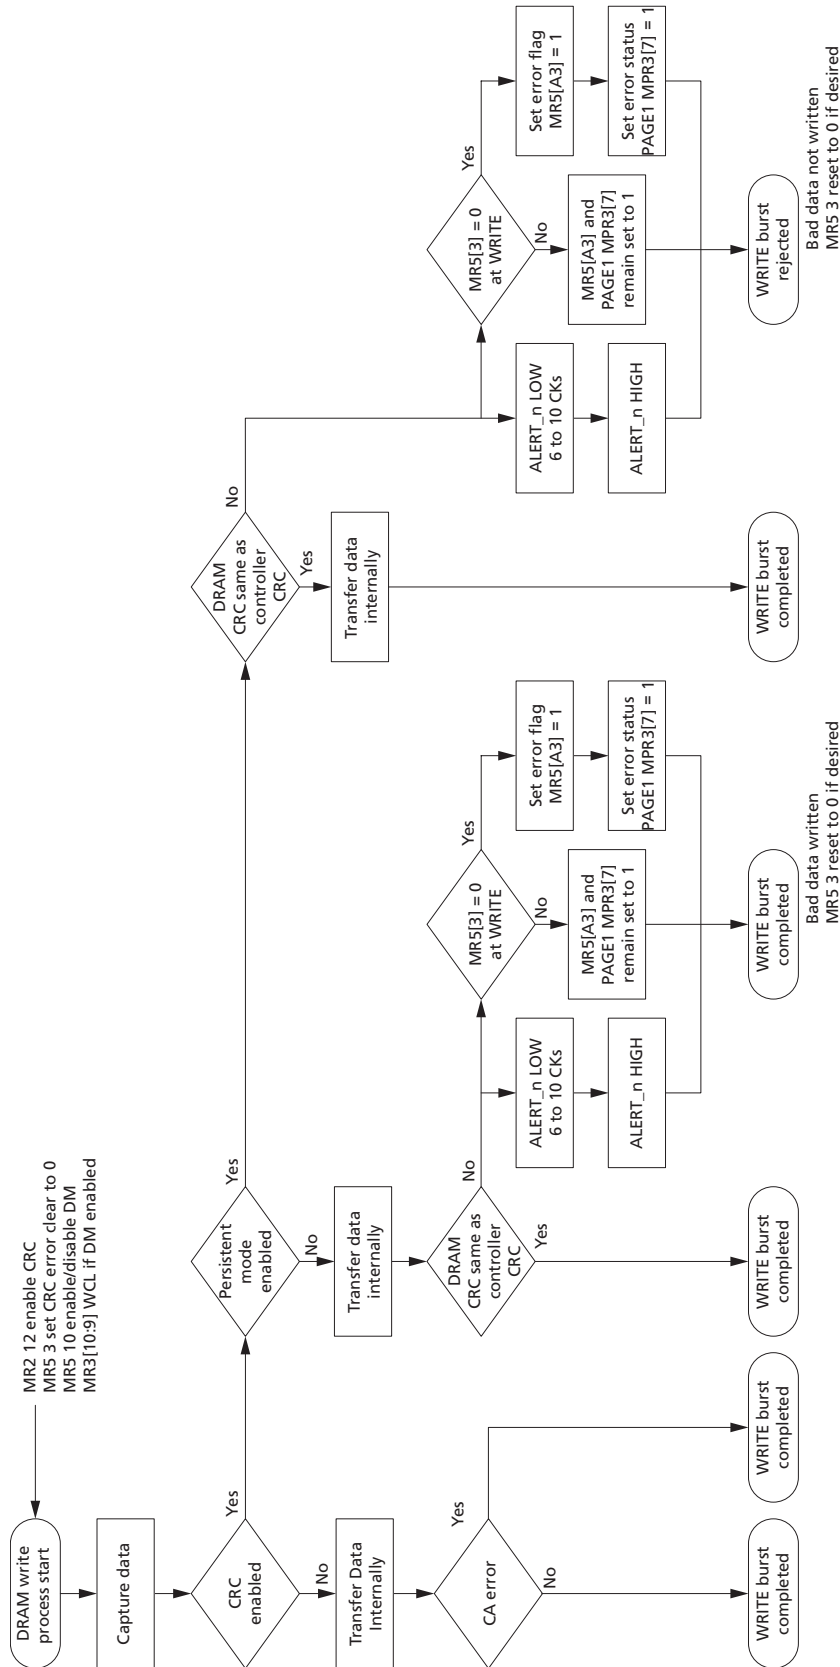 DRAM write
process start
MR2 12 enable CRC
MR5 3 set CRC error clear to 0
MR5 10 enable/disable DM
MR3[10:9] WCL if DM enabled
Capture data
CRC
enabled
Yes
No
Persistent
mode
enabled
Yes
No
DRAM
CRC same as
controller
CRC
No
Yes
Transfer Data
Internally
Transfer data
internally
Transfer data
internally
CA error
Yes
No
DRAM
CRC same as
controller
CRC
No
Yes
MR5[3] = 0
at WRITE
Yes
No
MR5[3] = 0
at WRITE
Yes
No
ALERT_n LOW
6 to 10 CKs
MR5[A3] and
PAGE1 MPR3[7]
remain set to 1
Set error flag
MR5[A3] = 1
ALERT_n LOW
6 to 10 CKs
MR5[A3] and
PAGE1 MPR3[7]
remain set to 1
Set error flag
MR5[A3] = 1
ALERT_n HIGH
Set error status
PAGE1 MPR3[7] = 1
ALERT_n HIGH
Set error status
PAGE1 MPR3[7] = 1
WRITE burst
completed
WRITE burst
completed
WRITE burst
completed
WRITE burst
completed
WRITE burst
completed
WRITE burst
rejected
Bad data written
MR5 3 reset to 0 if desired
Bad data not written
MR5 3 reset to 0 if desired